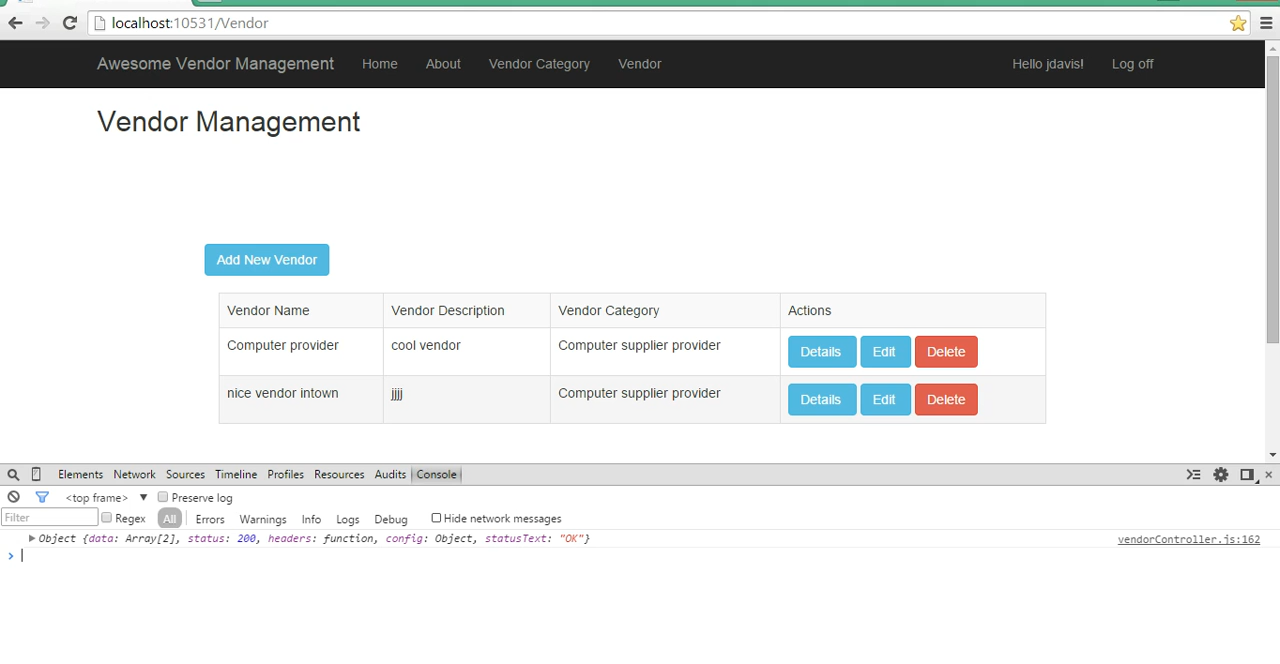 localhost:10531/Vendor
Awesome Vendor Management Home About Vendor Category Vendor Hello jdavis! Log off
Vendor Management
Add New Vendor
Vendor Name Vendor Description Vendor Category Actions
Computer provider cool vendor Computer supplier provider Details Edit Delete
nice vendor intown jjjj Computer supplier provider Details Edit Delete
Elements Network Sources Timeline Profiles Resources Audits Console
<top frame> ▼ Preserve log
Filter Regex All Errors Warnings Info Logs Debug Hide network messages
Object {data: Array[2], status: 200, headers: function, config: Object, statusText: "OK"} vendorController.js:162
>